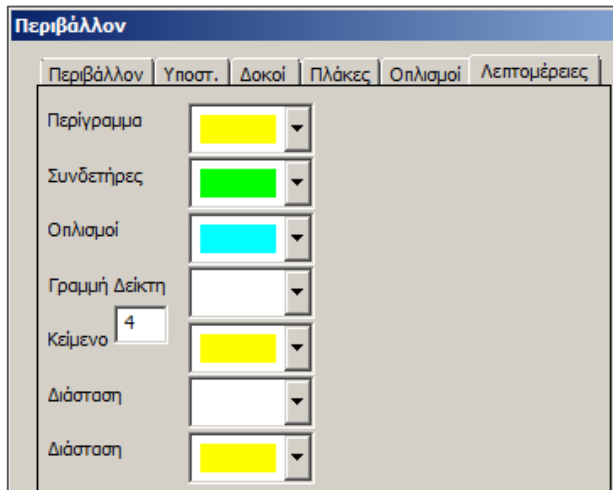 Περιβάλλον
Περιβάλλον Υποστ. Δοκοί Πλάκες Οπλισμοί Λεπτομέρειες
Περίγραμμα
Συνδετήρες
Οπλισμοί
Γραμμή Δείκτη
4
Κείμενο
Διάσταση
Διάσταση